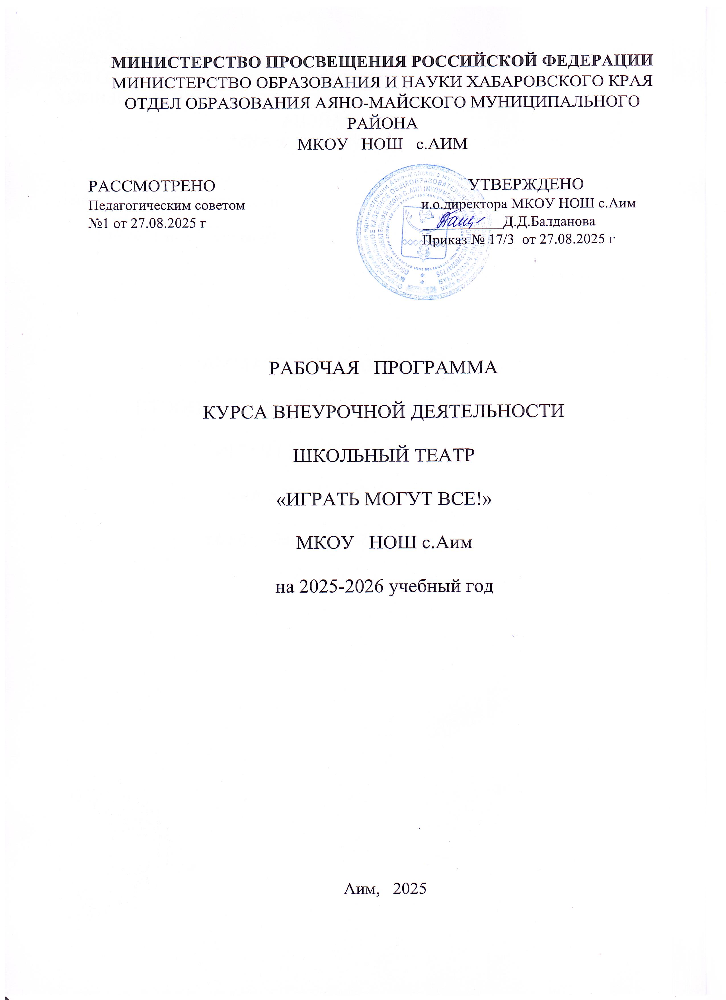 МИНИСТЕРСТВО ПРОСВЕЩЕНИЯ РОССИЙСКОЙ ФЕДЕРАЦИИ
МИНИСТЕРСТВО ОБРАЗОВАНИЯ И НАУКИ ХАБАРОВСКОГО КРАЯ
ОТДЕЛ ОБРАЗОВАНИЯ АЯНО-МАЙСКОГО МУНИЦИПАЛЬНОГО
РАЙОНА
МКОУ НОШ с.АИМ
РАССМОТРЕНО
Педагогическим советом
№1 от 27.08.2025 г
УТВЕРЖДЕНО
и.о.директора МКОУ НОШ с.Аим
____________Д.Д.Балданова
Приказ № 17/3 от 27.08.2025 г
РАБОЧАЯ ПРОГРАММА
КУРСА ВНЕУРОЧНОЙ ДЕЯТЕЛЬНОСТИ
ШКОЛЬНЫЙ ТЕАТР
«ИГРАТЬ МОГУТ ВСЕ!»
МКОУ НОШ с.Аим
на 2025-2026 учебный год
Аим, 2025